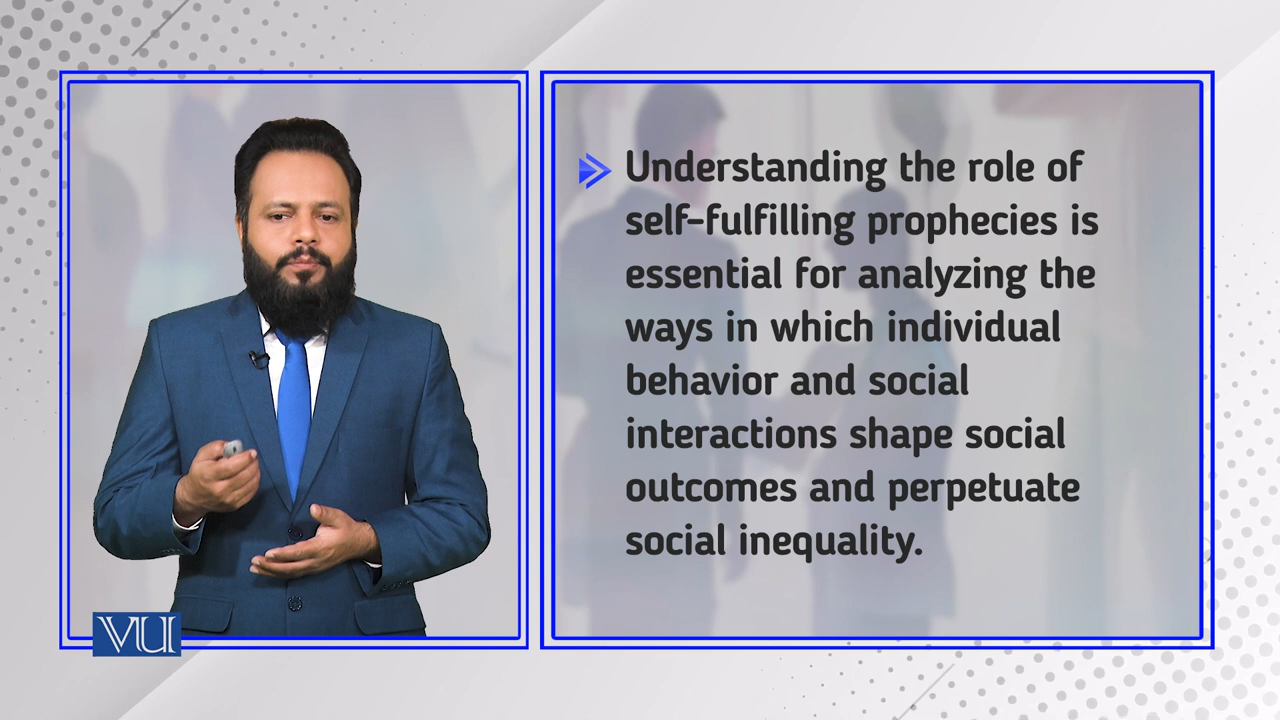 Understanding the role of
self-fulfilling prophecies is
essential for analyzing the
ways in which individual
behavior and social
interactions shape social
outcomes and perpetuate
social inequality.
VU